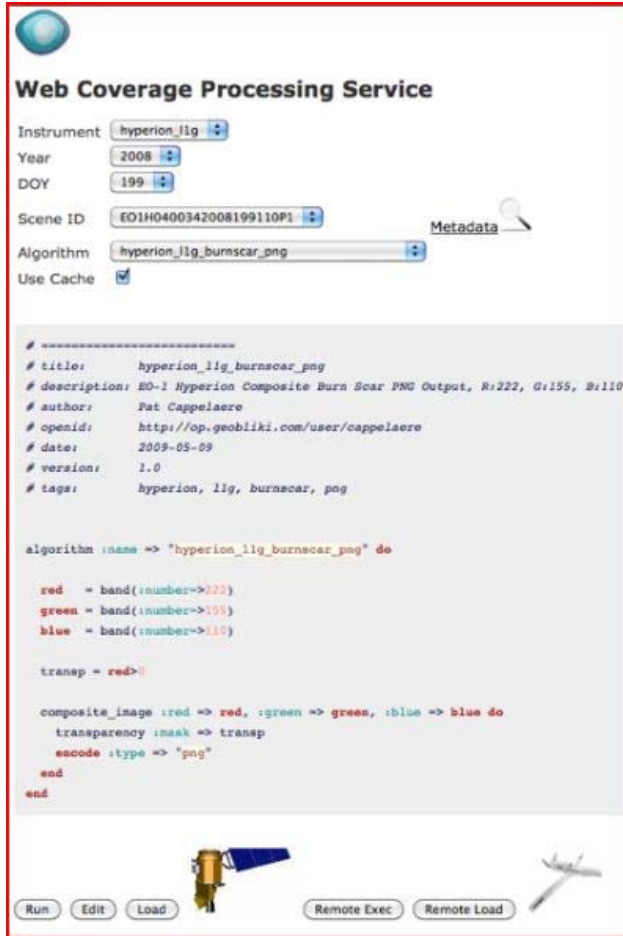 Web Coverage Processing Service
Instrument hyperion_l1g
Year 2008
DOY 199
Scene ID EO1H0400342008199110P1
Metadata
Algorithm hyperion_l1g_burnscar_png
Use Cache
# ===========================
# title: hyperion_l1g_burnscar_png
# description: EO-1 Hyperion Composite Burn Scar PNG Output, R:222, G:155, B:110
# author: Pat Cappelaere
# openid: http://op.geobliki.com/user/cappelaere
# date: 2009-05-09
# version: 1.0
# tags: hyperion, l1g, burnscar, png
algorithm :name => "hyperion_l1g_burnscar_png" do
red = band(:number=>222)
green = band(:number=>155)
blue = band(:number=>110)
transp = red>0
composite_image :red => red, :green => green, :blue => blue do
transparency :mask => transp
encode :type => "png"
end
end
Run Edit Load Remote Exec Remote Load